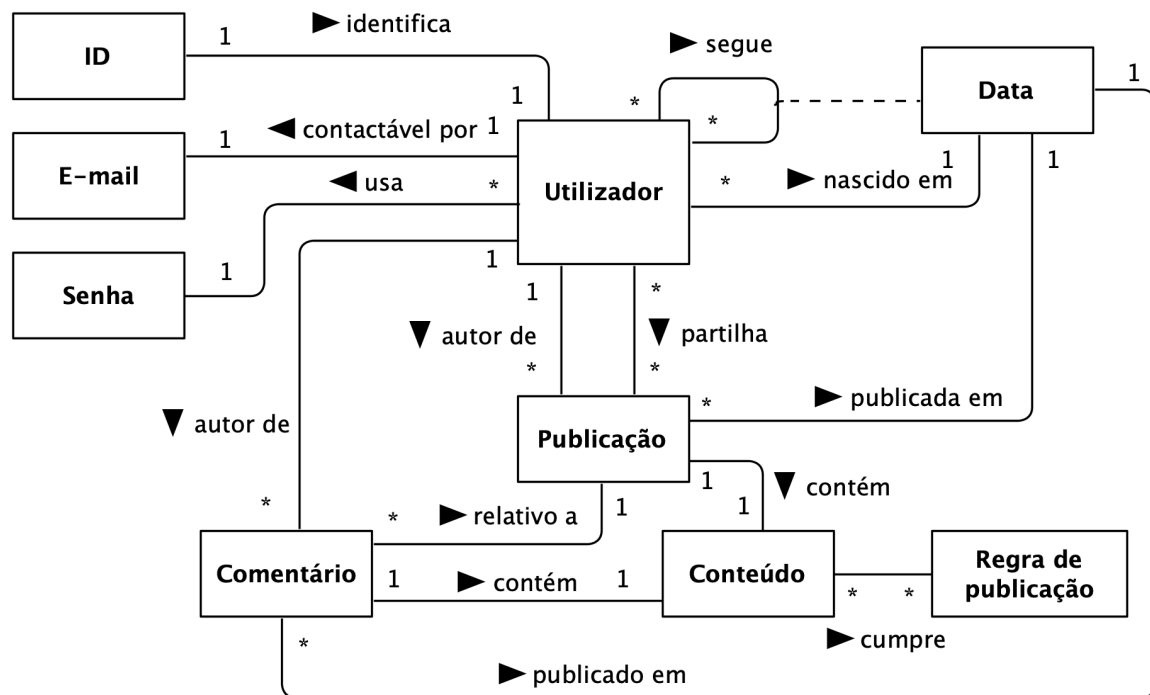 ID
1
► identifica
1
► segue
*
*
Data
1
E-mail
1
◄ contactável por
1
◄ usa
*
Utilizador
*
► nascido em
1
1
Senha
1
1
1
*
▼ autor de
▼ partilha
*
*
▼ autor de
*
► publicada em
Publicação
1
1
▼ contém
*
*
► relativo a
1
Comentário
1
► contém
1
Conteúdo
*
*
Regra de
publicação
► cumpre
*
► publicado em